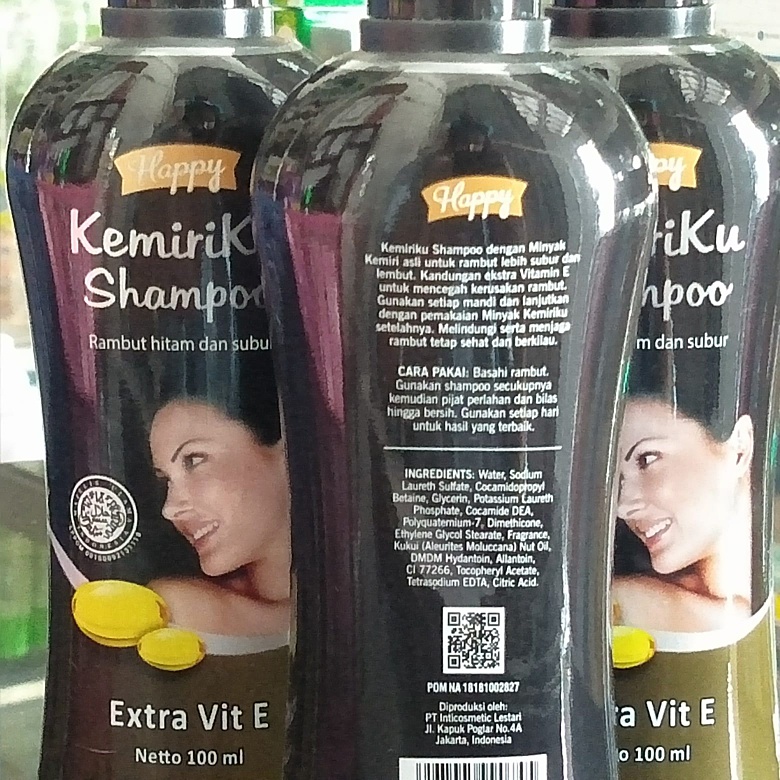 Happy
KemiriK
Shampoo
Rambut hitam dan subur
Extra Vit E
Netto 100 ml
Happy
Kemiriku Shampoo dengan Minyak
Kemiri asli untuk rambut lebih subur dan
lembut. Kandungan ekstra Vitamin E
untuk mencegah kerusakan rambut.
Gunakan setiap mandi dan lanjutkan
dengan pemakaian Minyak Kemiriku
setelahnya. Melindungi serta menjaga
rambut tetap sehat dan berkilau.
CARA PAKAI: Basahi rambut.
Gunakan shampoo secukupnya
kemudian pijat perlahan dan bilas
hingga bersih. Gunakan setiap hari
untuk hasil yang terbaik.
INGREDIENTS: Water, Sodium
Laureth Sulfate, Cocamidopropyl
Betaine, Glycerin, Potassium Laureth
Phosphate, Cocamide DEA,
Polyquaternium-7, Dimethicone,
Ethylene Glycol Stearate, Fragrance,
Kukui (Aleurites Moluccana) Nut Oil,
DMDM Hydantoin, Allantoin,
CI 77266, Tocopheryl Acetate,
Tetrasodium EDTA, Citric Acid.
POM NA 18181002827
Diproduksi oleh:
PT Inticosmetic Lestari
Jl. Kapuk Poglar No.4A
Jakarta, Indonesia
py
riKu
mpoo
m dan subur
ra Vit E
o 100 ml